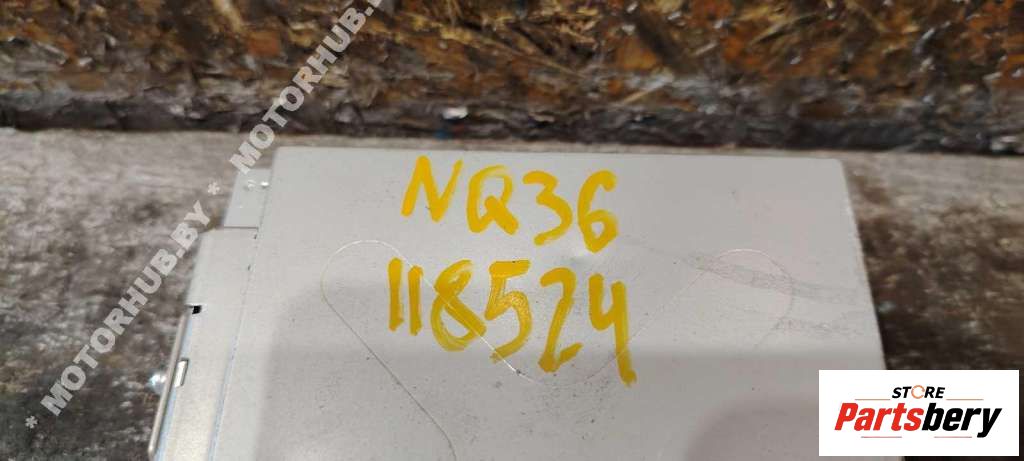 NQ36
118524
* MOTORHUB.BY * MOTORHUB.BY
STORE
Partsbery